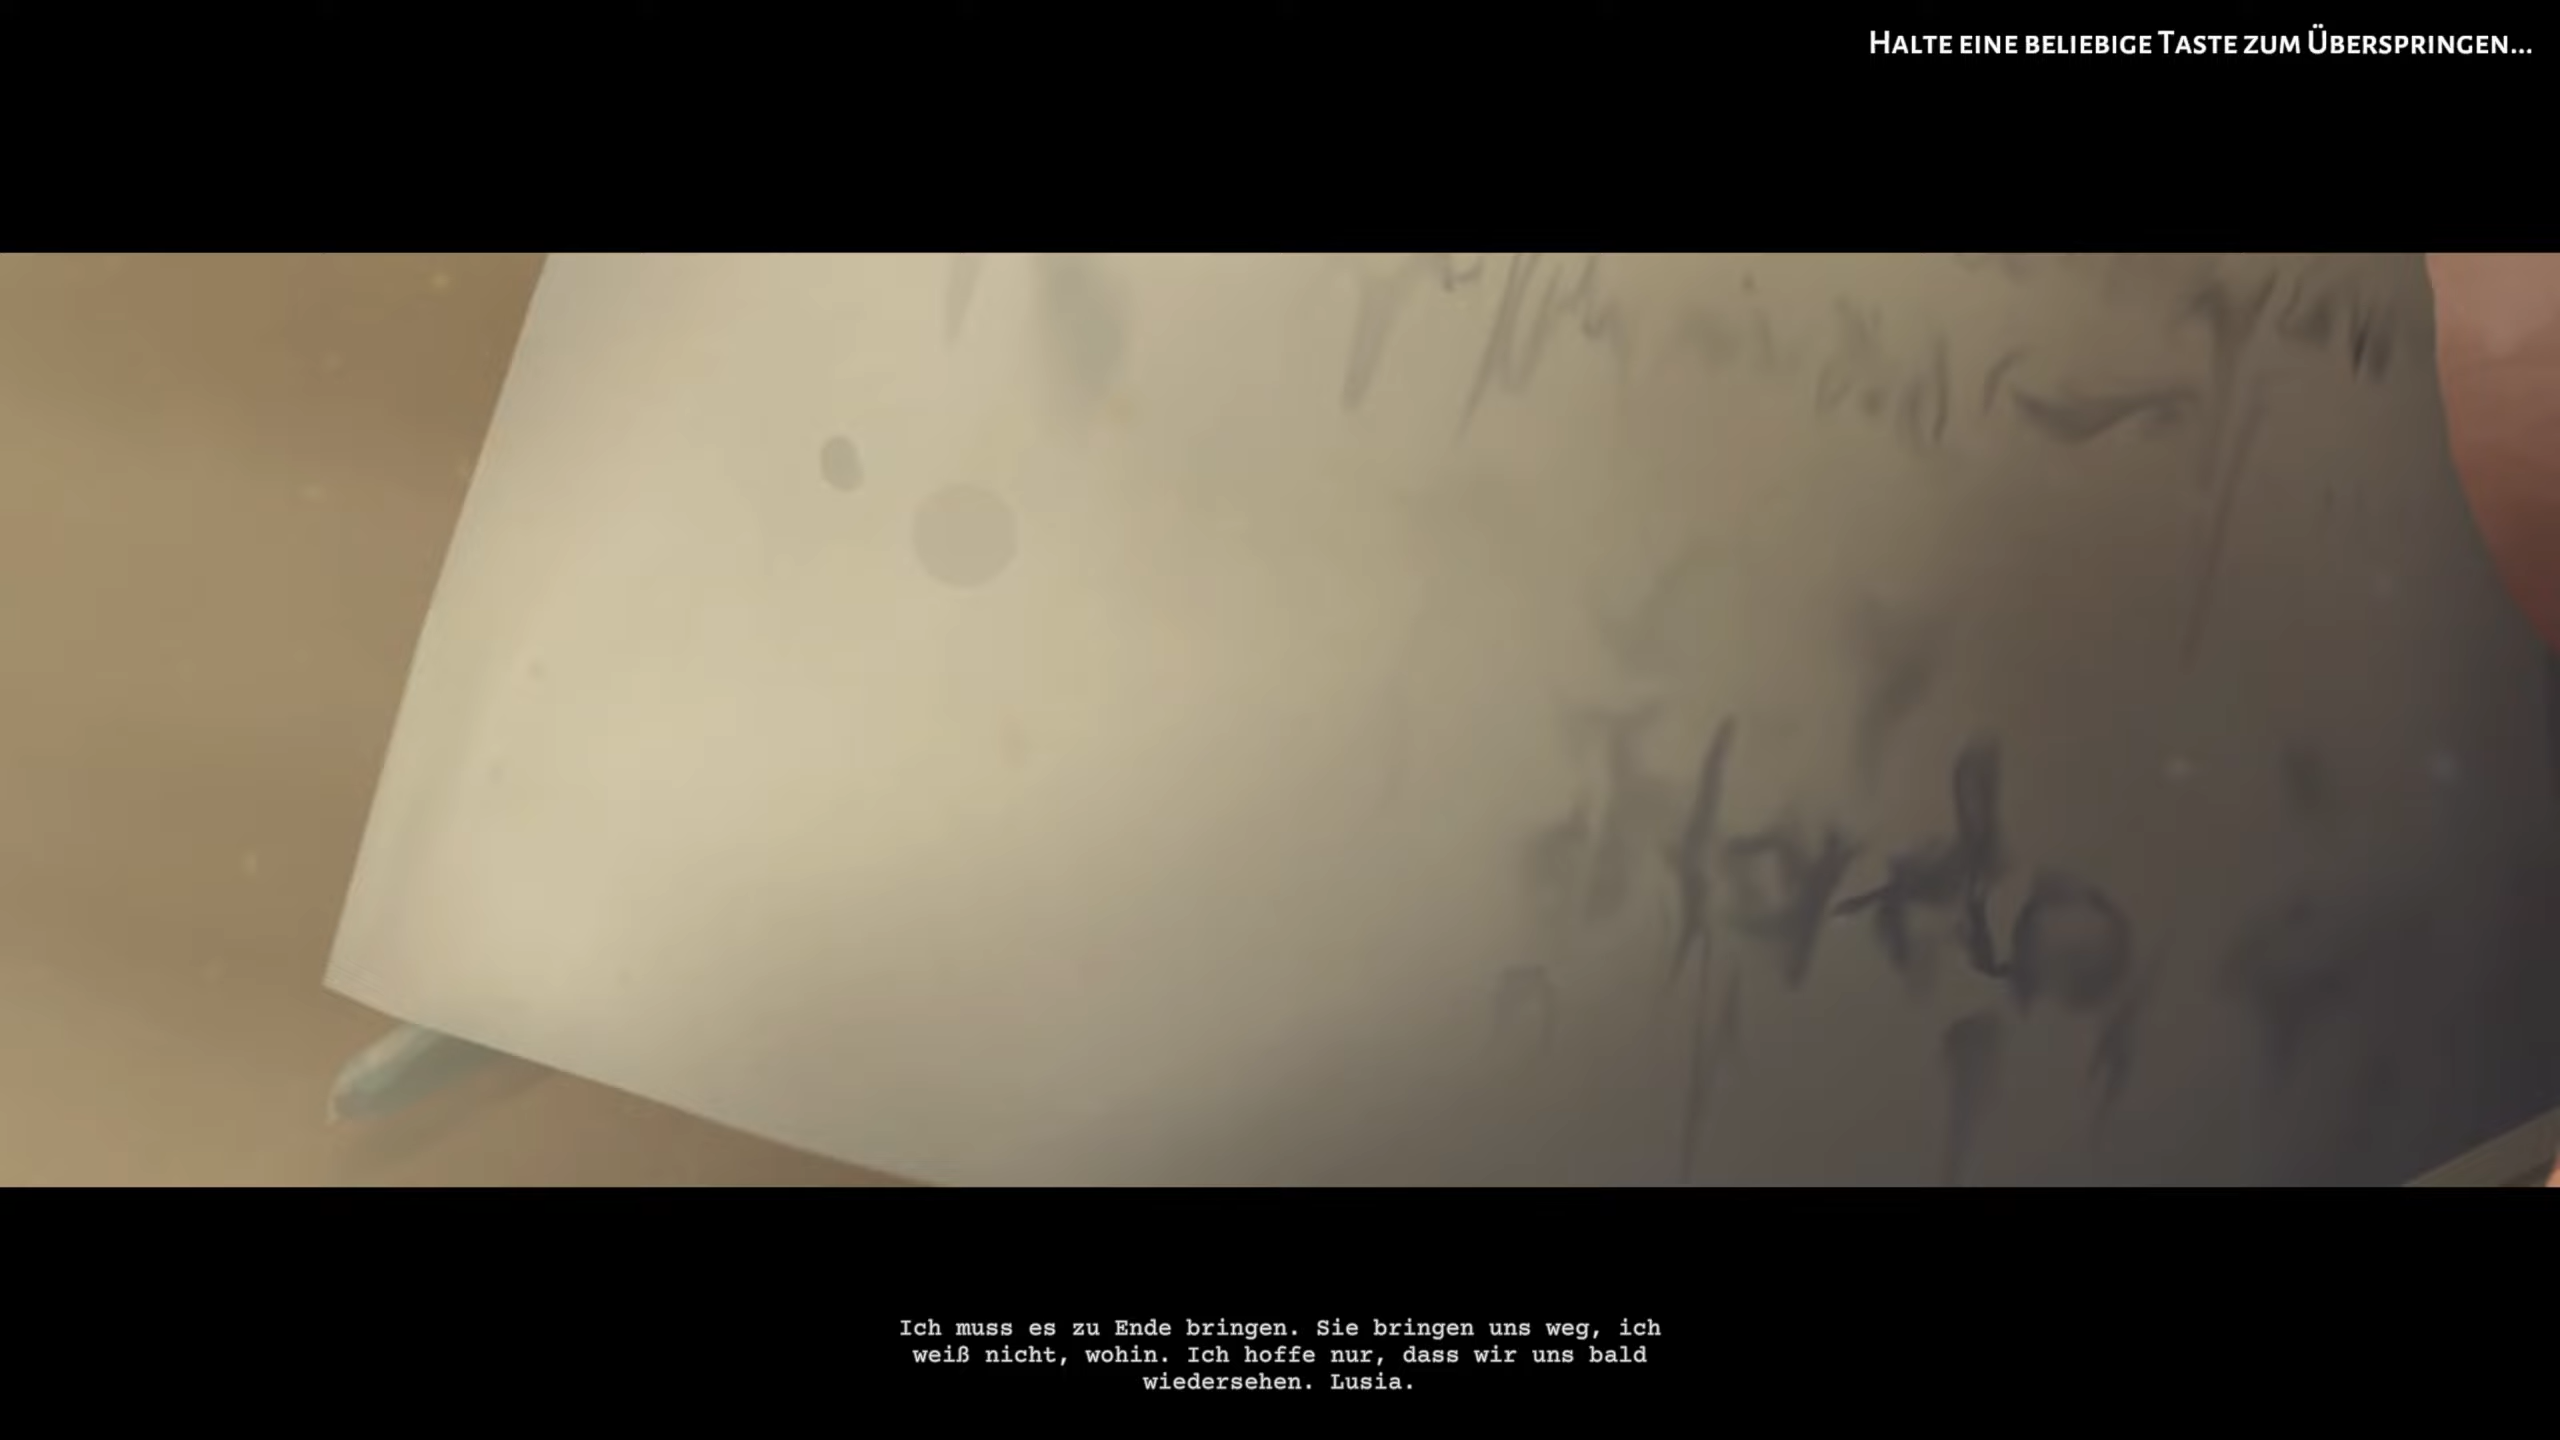 Halte eine beliebige Taste zum Überspringen...
Ich muss es zu Ende bringen. Sie bringen uns weg, ich
weiß nicht, wohin. Ich hoffe nur, dass wir uns bald
wiedersehen. Lusia.